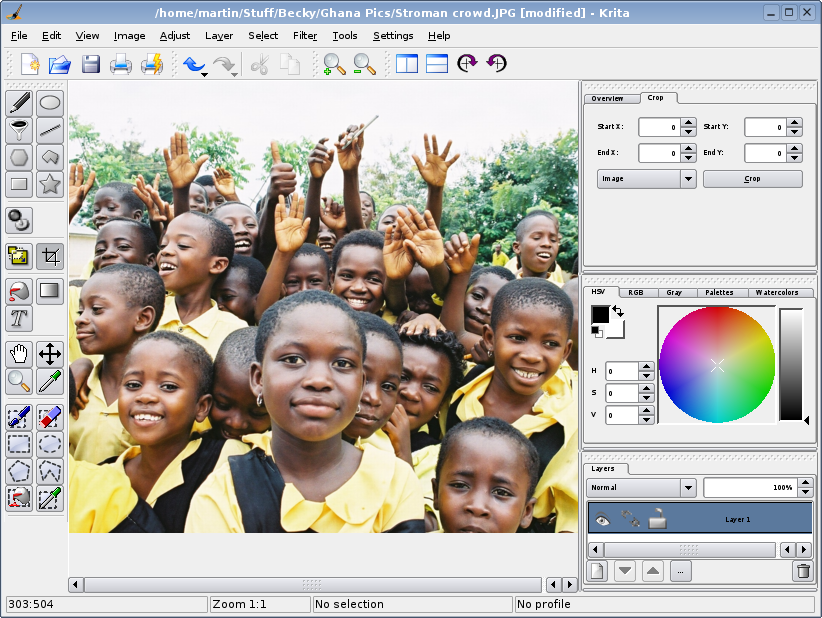 /home/martin/Stuff/Becky/Ghana Pics/Stroman crowd.JPG [modified] - Krita
File Edit View Image Adjust Layer Select Filter Tools Settings Help
Overview Crop
Start X: 0 Start Y: 0
End X: 0 End Y: 0
Image Crop
HSV RGB Gray Palettes Watercolors
H 0
S 0
V 0
T
Layers
Normal 100%
Layer 1
...
303:504 Zoom 1:1 No selection No profile